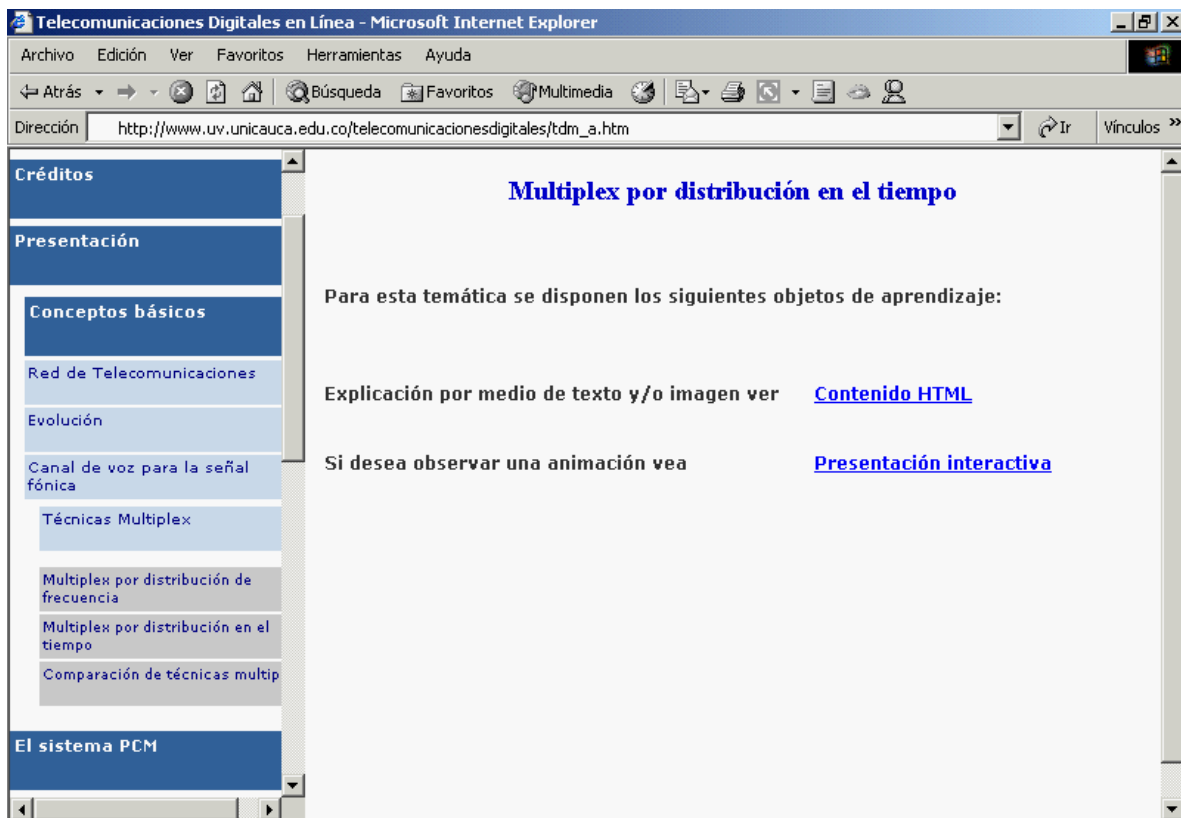 Telecomunicaciones Digitales en Línea - Microsoft Internet Explorer
Archivo Edición Ver Favoritos Herramientas Ayuda
Atrás Búsqueda Favoritos Multimedia
Dirección http://www.uv.unicauca.edu.co/telecomunicacionesdigitales/tdm_a.htm Ir Vínculos »
Créditos
Presentación
Conceptos básicos
Red de Telecomunicaciones
Evolución
Canal de voz para la señal
fónica
Técnicas Multiplex
Multiplex por distribución de
frecuencia
Multiplex por distribución en el
tiempo
Comparación de técnicas multip
El sistema PCM
Multiplex por distribución en el tiempo
Para esta temática se disponen los siguientes objetos de aprendizaje:
Explicación por medio de texto y/o imagen ver Contenido HTML
Si desea observar una animación vea Presentación interactiva